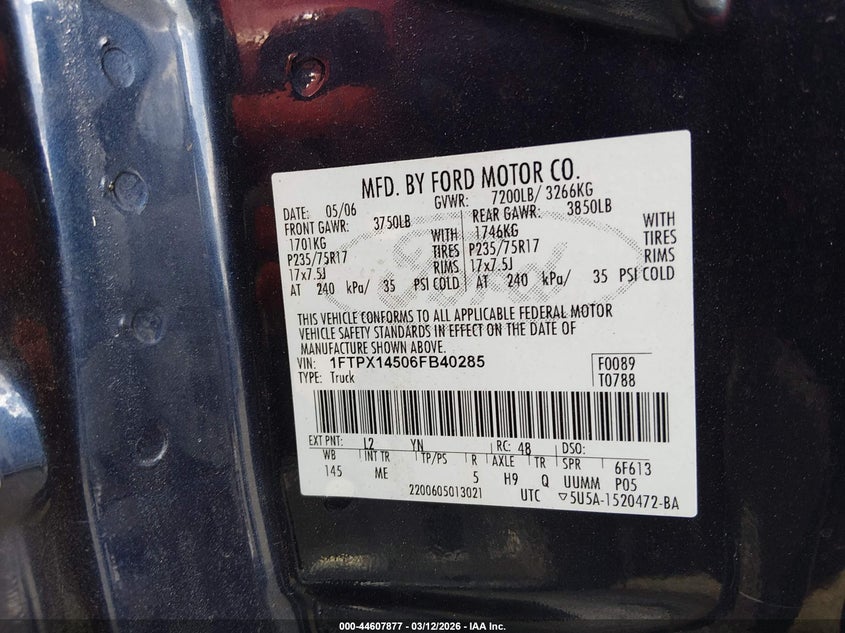 MFD. BY FORD MOTOR CO.
DATE: 05/06 GVWR: 7200LB/ 3266KG
FRONT GAWR: 3750LB REAR GAWR: 3850LB
1701KG WITH 1746KG WITH
P235/75R17 TIRES P235/75R17 TIRES
17x7.5J RIMS 17x7.5J RIMS
AT 240 kPa/ 35 PSI COLD AT 240 kPa/ 35 PSI COLD
Ford
THIS VEHICLE CONFORMS TO ALL APPLICABLE FEDERAL MOTOR
VEHICLE SAFETY STANDARDS IN EFFECT ON THE DATE OF
MANUFACTURE SHOWN ABOVE.
VIN: 1FTPX14506FB40285 F0089
TYPE: Truck T0788
EXT PNT: L2 YN RC: 48 DSO:
WB INT TR TP/PS R AXLE TR SPR 6F613
145 ME 5 H9 Q UUMM P05
2200605013021 UTC ▽5U5A-1520472-BA
000-44607877 - 03/12/2026 - IAA Inc.